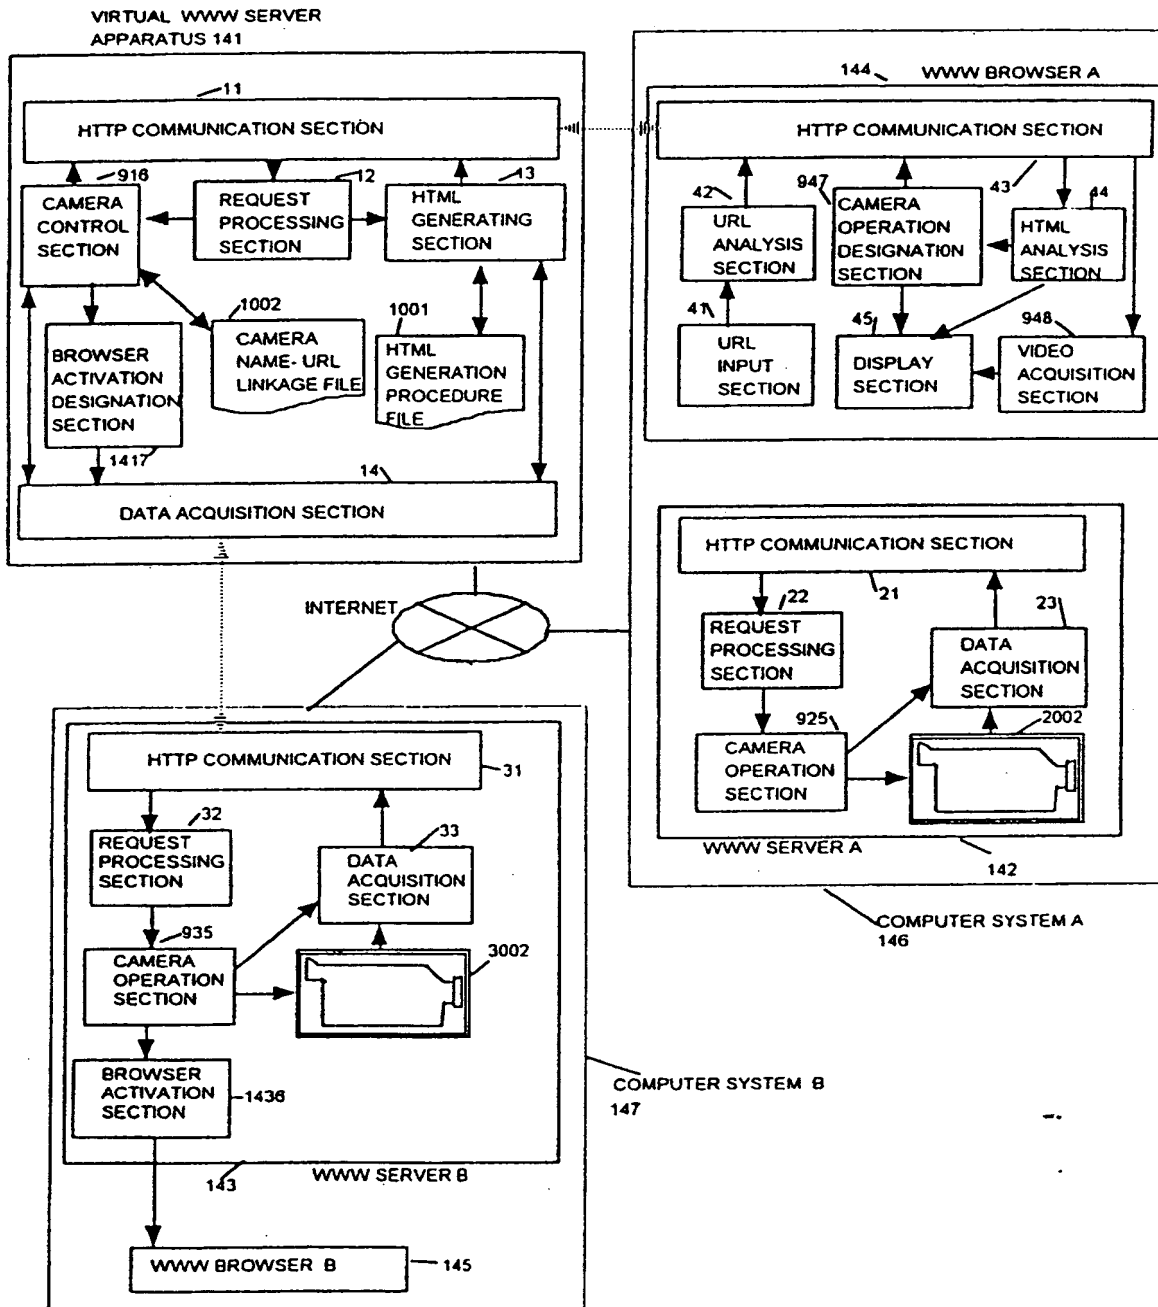 VIRTUAL WWW SERVER
APPARATUS 141
11
HTTP COMMUNICATION SECTION
916
CAMERA
CONTROL
SECTION
12
REQUEST
PROCESSING
SECTION
13
HTML
GENERATING
SECTION
1002
CAMERA
NAME- URL
LINKAGE FILE
1001
HTML
GENERATION
PROCEDURE
FILE
BROWSER
ACTIVATION
DESIGNATION
SECTION
1417
14
DATA ACQUISITION SECTION
INTERNET
144
WWW BROWSER A
HTTP COMMUNICATION SECTION
43
42
URL
ANALYSIS
SECTION
947
CAMERA
OPERATION
DESIGNATION
SECTION
44
HTML
ANALYSIS
SECTION
41
URL
INPUT
SECTION
45
DISPLAY
SECTION
948
VIDEO
ACQUISITION
SECTION
HTTP COMMUNICATION SECTION
21
22
REQUEST
PROCESSING
SECTION
23
DATA
ACQUISITION
SECTION
925
CAMERA
OPERATION
SECTION
2002
WWW SERVER A
142
COMPUTER SYSTEM A
146
HTTP COMMUNICATION SECTION
31
32
REQUEST
PROCESSING
SECTION
33
DATA
ACQUISITION
SECTION
935
CAMERA
OPERATION
SECTION
3002
BROWSER
ACTIVATION
SECTION
1436
COMPUTER SYSTEM B
147
143
WWW SERVER B
WWW BROWSER B
145